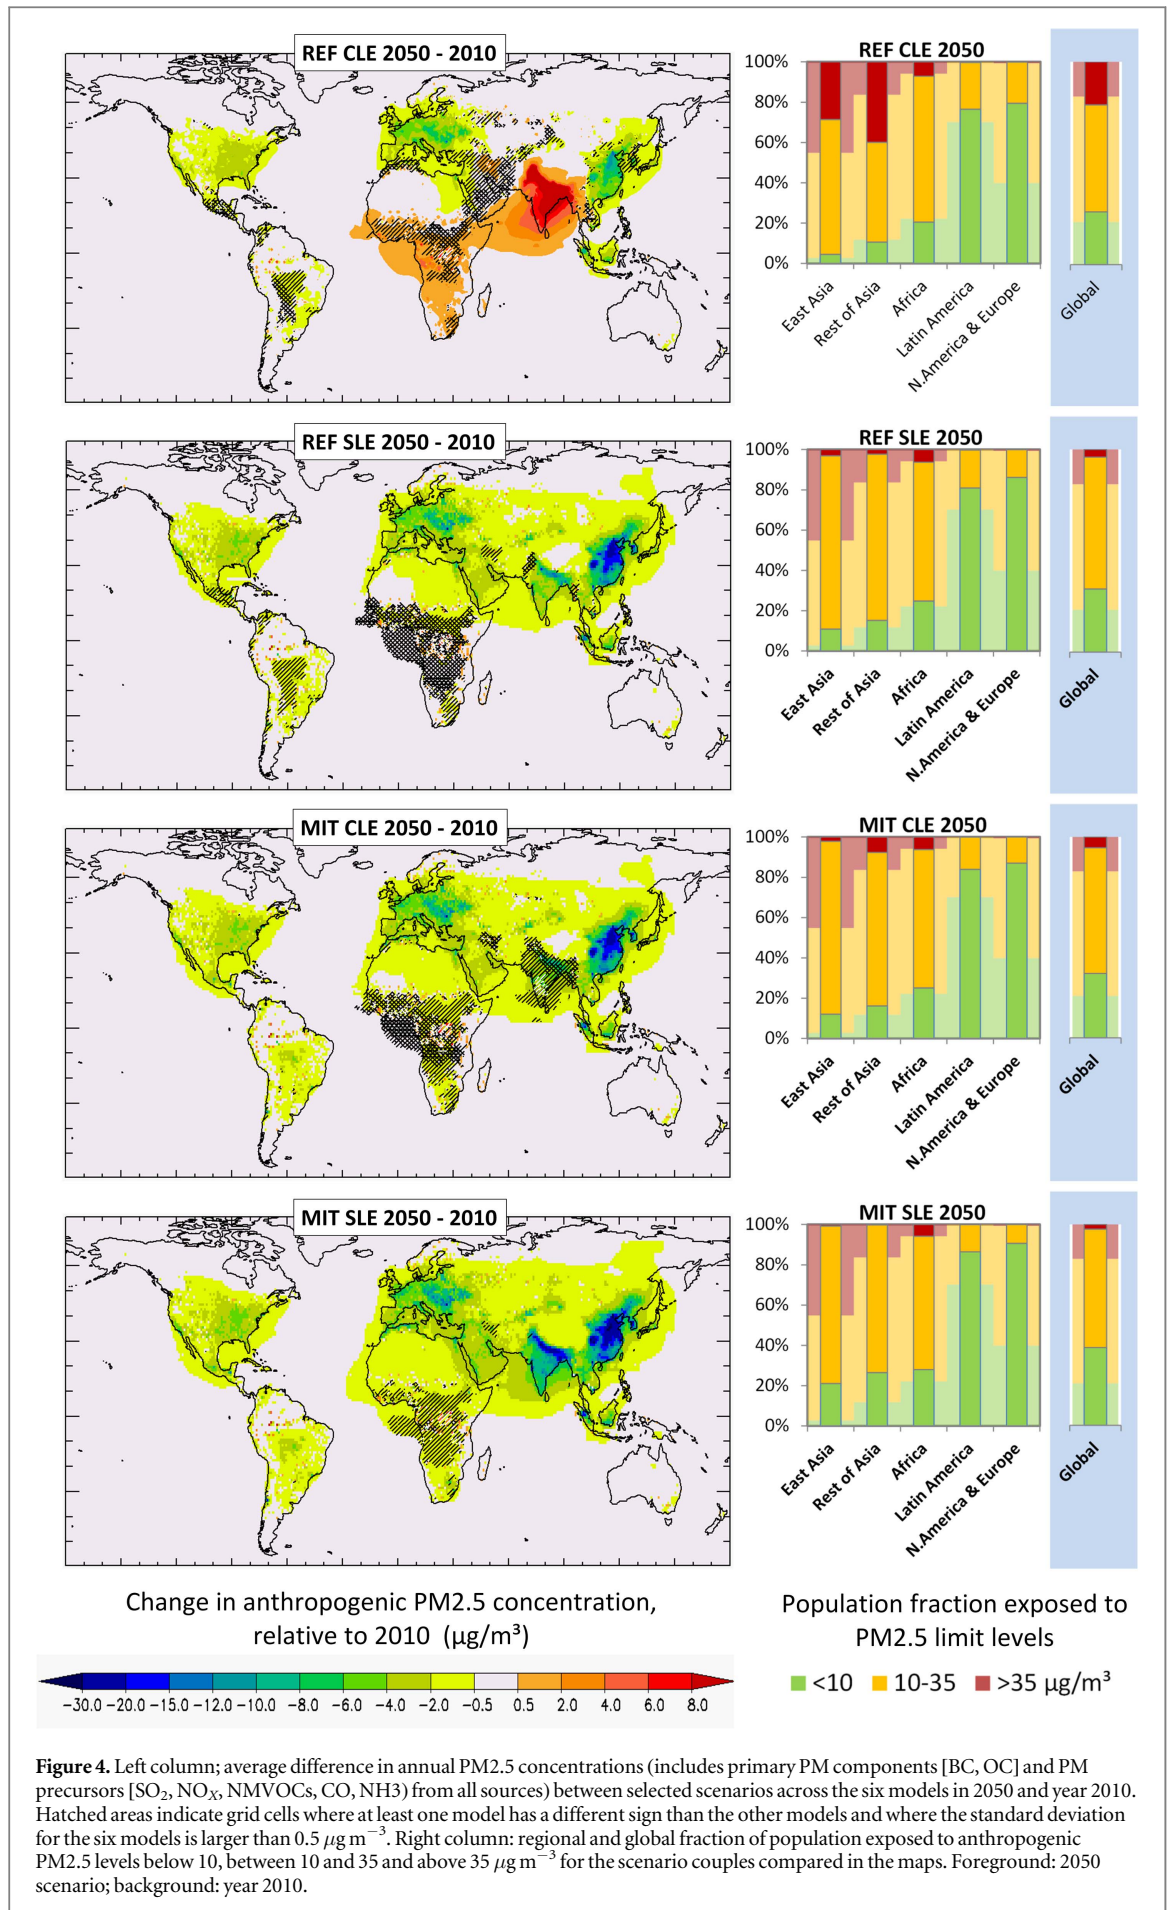 REF CLE 2050 - 2010
REF CLE 2050
100%
80%
60%
40%
20%
0%
East Asia
Rest of Asia
Africa
Latin America
N.America & Europe
Global
REF SLE 2050 - 2010
REF SLE 2050
100%
80%
60%
40%
20%
0%
East Asia
Rest of Asia
Africa
Latin America
N.America & Europe
Global
MIT CLE 2050 - 2010
MIT CLE 2050
100%
80%
60%
40%
20%
0%
East Asia
Rest of Asia
Africa
Latin America
N.America & Europe
Global
MIT SLE 2050 - 2010
MIT SLE 2050
100%
80%
60%
40%
20%
0%
East Asia
Rest of Asia
Africa
Latin America
N.America & Europe
Global
Change in anthropogenic PM2.5 concentration,
relative to 2010 (µg/m³)
-30.0 -20.0 -15.0 -12.0 -10.0 -8.0 -6.0 -4.0 -2.0 -0.5 0.5 2.0 4.0 6.0 8.0
Population fraction exposed to
PM2.5 limit levels
<10 10-35 >35 µg/m³
Figure 4. Left column; average difference in annual PM2.5 concentrations (includes primary PM components [BC, OC] and PM
precursors [SO₂, NOₓ, NMVOCs, CO, NH3) from all sources) between selected scenarios across the six models in 2050 and year 2010.
Hatched areas indicate grid cells where at least one model has a different sign than the other models and where the standard deviation
for the six models is larger than 0.5 µg m⁻³. Right column: regional and global fraction of population exposed to anthropogenic
PM2.5 levels below 10, between 10 and 35 and above 35 µg m⁻³ for the scenario couples compared in the maps. Foreground: 2050
scenario; background: year 2010.